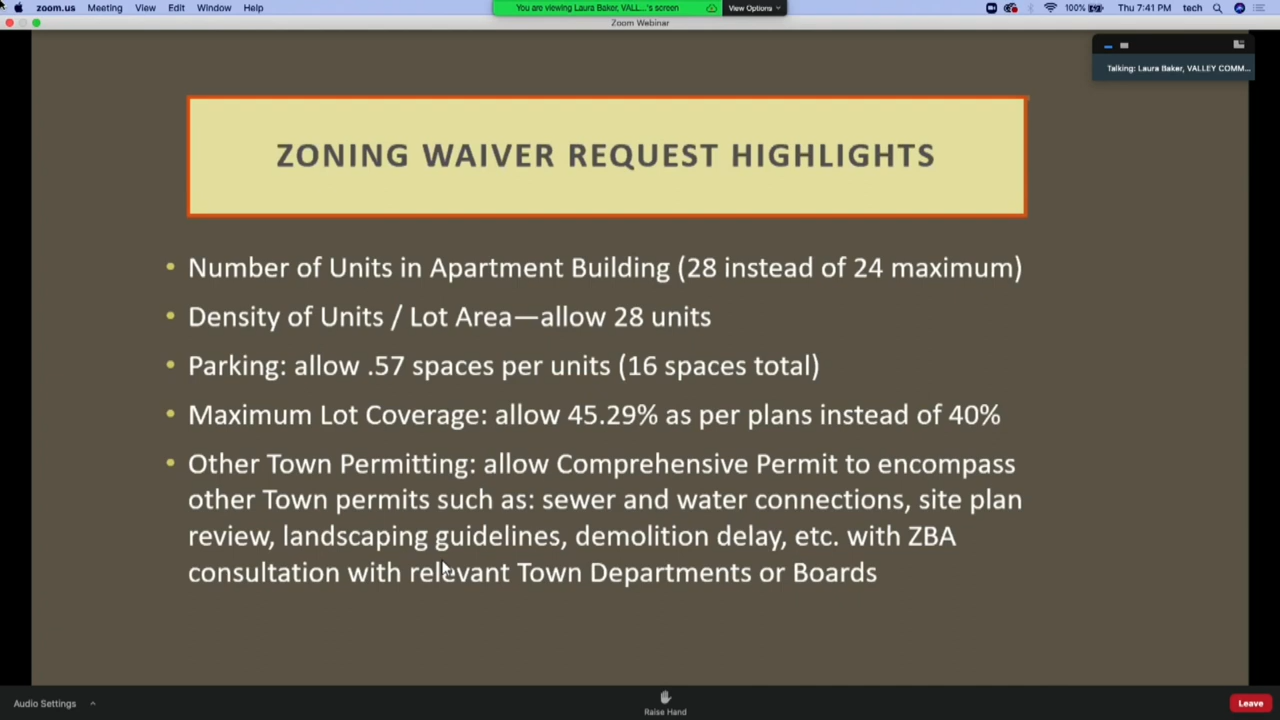 zoom.us Meeting View Edit Window Help
You are viewing Laura Baker, VALL...'s screen View Options
100% Thu 7:41 PM tech
Zoom Webinar
Talking: Laura Baker, VALLEY COMM...
ZONING WAIVER REQUEST HIGHLIGHTS
• Number of Units in Apartment Building (28 instead of 24 maximum)
• Density of Units / Lot Area—allow 28 units
• Parking: allow .57 spaces per units (16 spaces total)
• Maximum Lot Coverage: allow 45.29% as per plans instead of 40%
• Other Town Permitting: allow Comprehensive Permit to encompass
other Town permits such as: sewer and water connections, site plan
review, landscaping guidelines, demolition delay, etc. with ZBA
consultation with relevant Town Departments or Boards
Audio Settings
Raise Hand
Leave